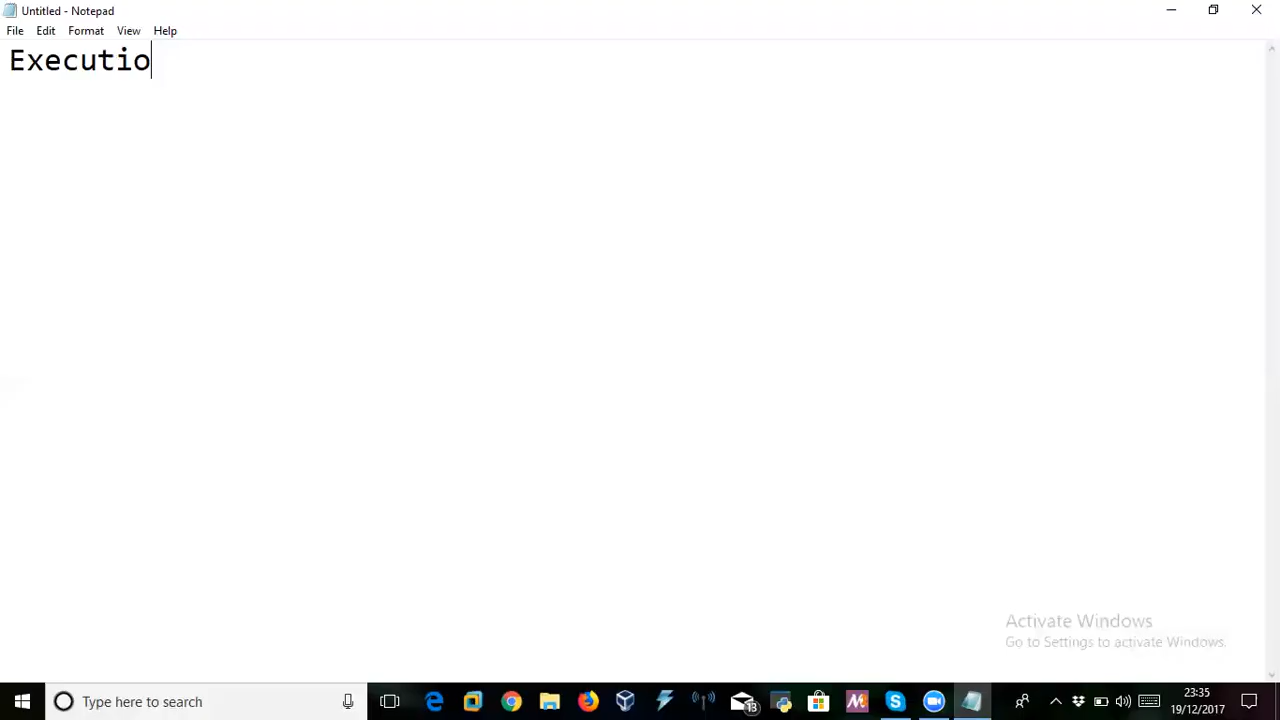 Untitled - Notepad
File Edit Format View Help
Executio
Activate Windows
Go to Settings to activate Windows.
Type here to search
13
M
S
23:35
19/12/2017